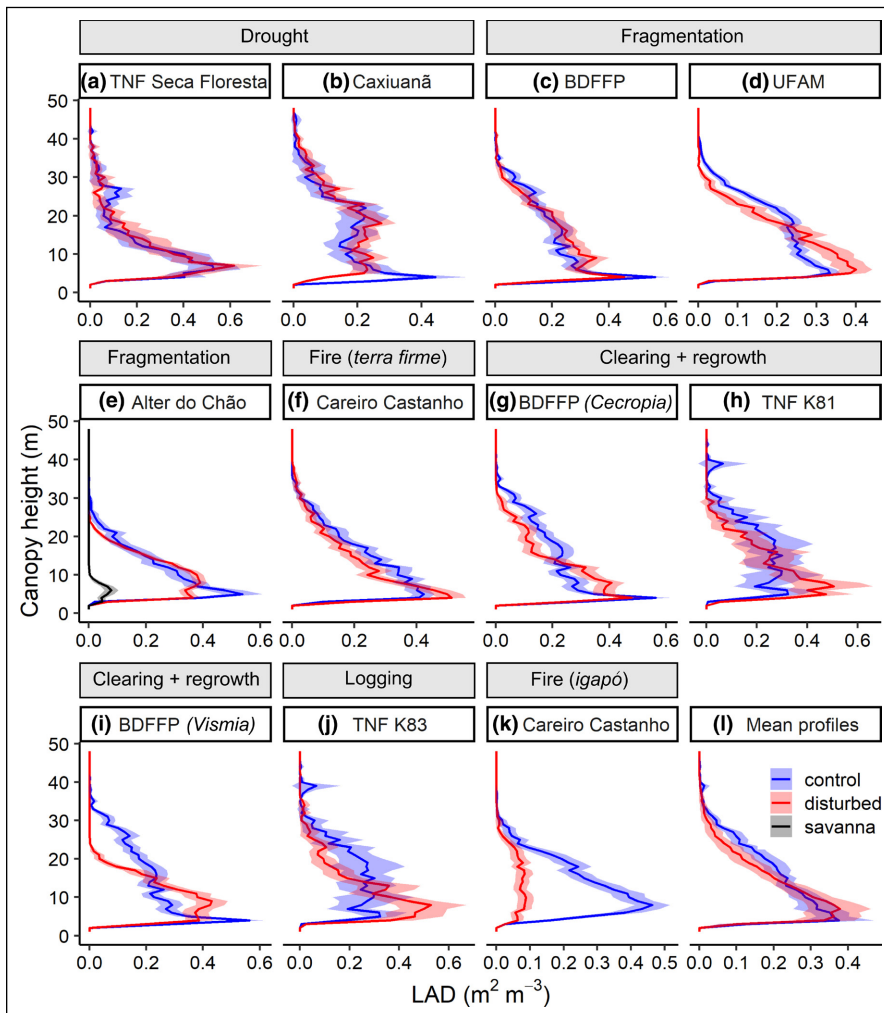 Drought Fragmentation
(a) TNF Seca Floresta (b) Caxiuanã (c) BDFFP (d) UFAM
50
40
30
20
10
0
0.0 0.2 0.4 0.6 0.0 0.2 0.4 0.0 0.2 0.4 0.6 0.0 0.1 0.2 0.3 0.4
Fragmentation Fire (terra firme) Clearing + regrowth
(e) Alter do Chão (f) Careiro Castanho (g) BDFFP (Cecropia) (h) TNF K81
50
40
30
20
10
0
Canopy height (m)
0.0 0.2 0.4 0.6 0.0 0.2 0.4 0.0 0.2 0.4 0.6 0.0 0.2 0.4 0.6
Clearing + regrowth Logging Fire (igapó)
(i) BDFFP (Vismia) (j) TNF K83 (k) Careiro Castanho (l) Mean profiles
50
40
30
20
10
0
control
disturbed
savanna
0.0 0.2 0.4 0.6 0.0 0.2 0.4 0.6 0.0 0.1 0.2 0.3 0.4 0.5 0.0 0.1 0.2 0.3 0.4
LAD (m² m⁻³)